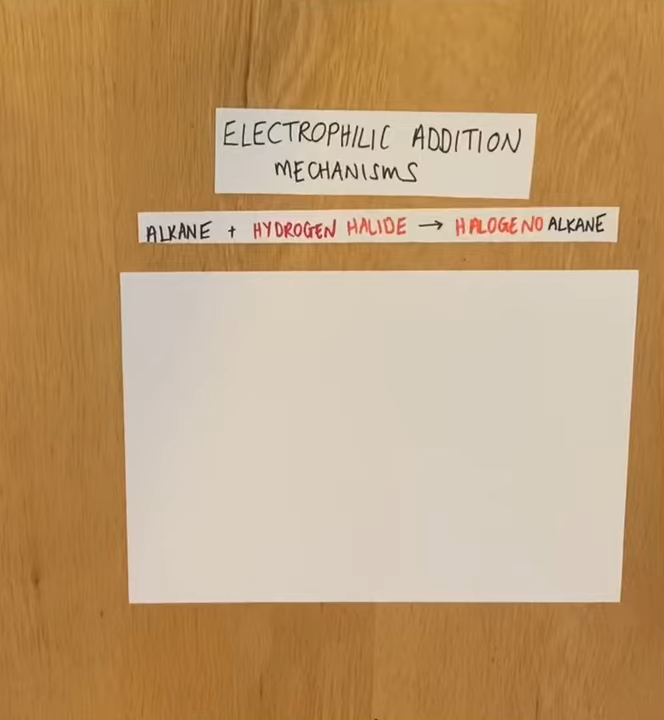 ELECTROPHILIC ADDITION
MECHANISMS
ALKANE + HYDROGEN HALIDE → HALOGENOALKANE